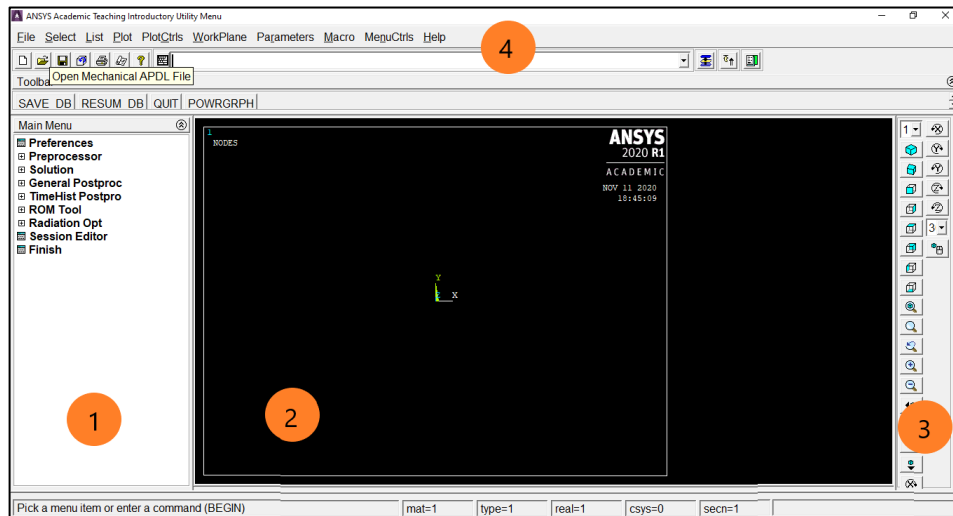 ANSYS Academic Teaching Introductory Utility Menu
File Select List Plot PlotCtrls WorkPlane Parameters Macro MenuCtrls Help
4
Open Mechanical APDL File
SAVE_DB RESUM_DB QUIT POWRGRPH
Main Menu
Preferences
Preprocessor
Solution
General Postproc
TimeHist Postpro
ROM Tool
Radiation Opt
Session Editor
Finish
1
1
NODES
ANSYS
2020 R1
ACADEMIC
NOV 11 2020
18:45:09
Y
X
2
1
3
3
Pick a menu item or enter a command (BEGIN)
mat=1
type=1
real=1
csys=0
secn=1